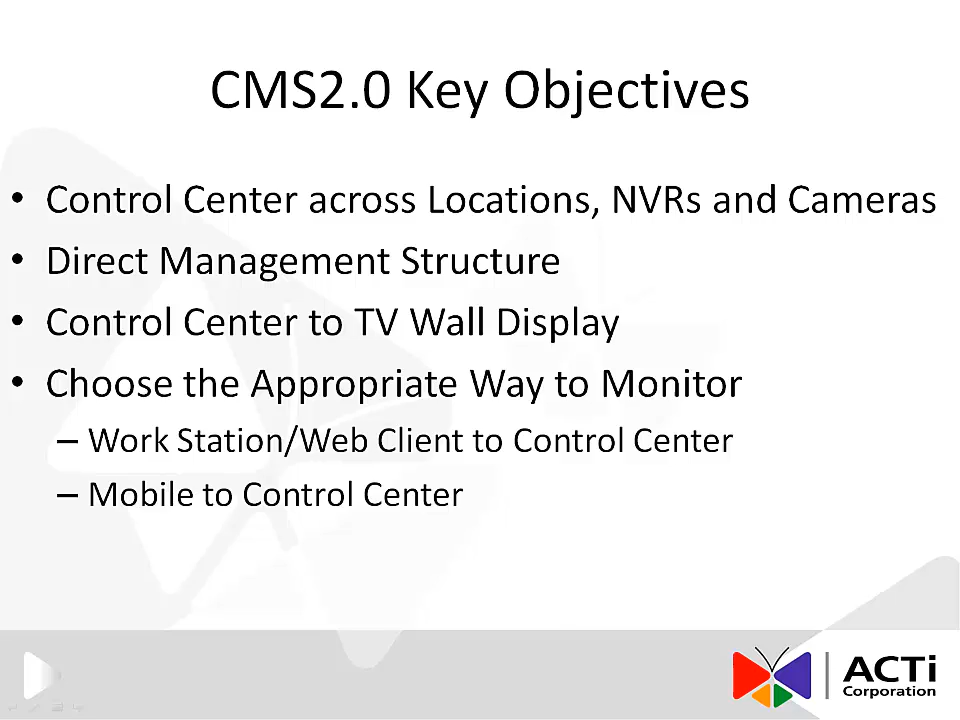 CMS2.0 Key Objectives
• Control Center across Locations, NVRs and Cameras
• Direct Management Structure
• Control Center to TV Wall Display
• Choose the Appropriate Way to Monitor
– Work Station/Web Client to Control Center
– Mobile to Control Center
ACTi
Corporation